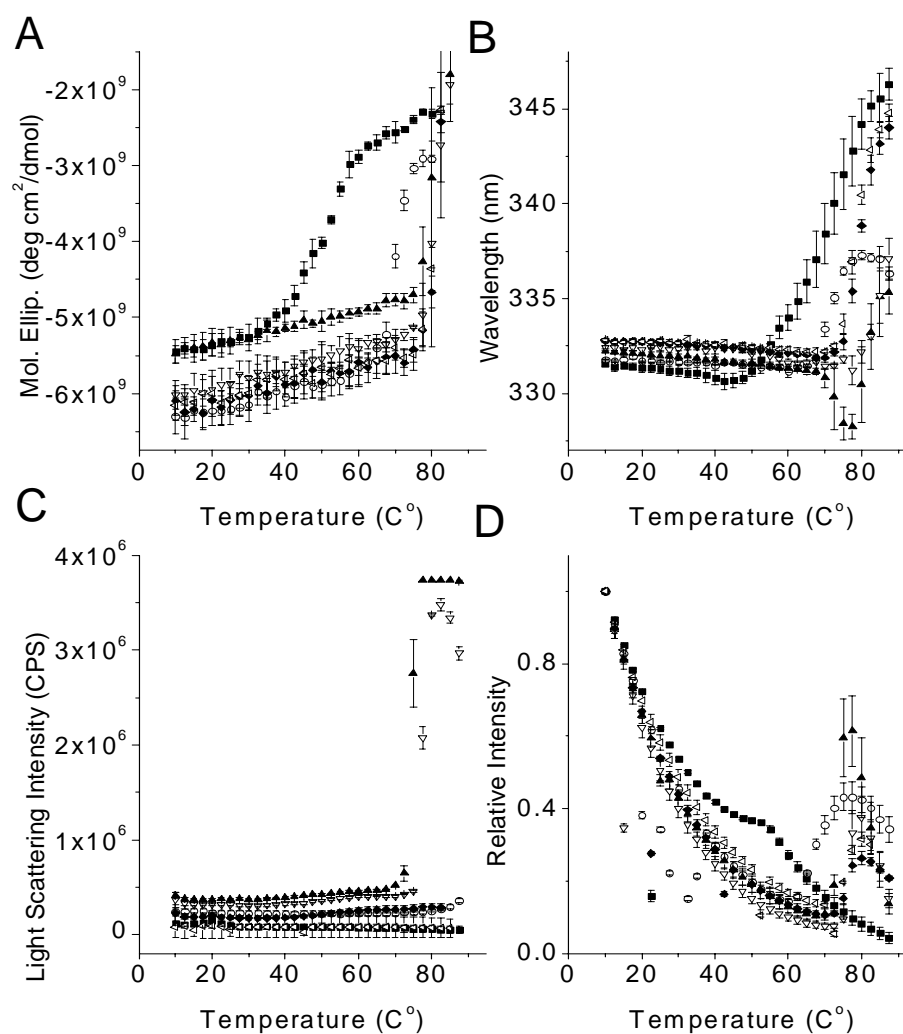 A
Mol. Ellip. (deg cm²/dmol)
-2x10⁹
-3x10⁹
-4x10⁹
-5x10⁹
-6x10⁹
0 20 40 60 80
Temperature (C°)
B
Wavelength (nm)
345
340
335
330
0 20 40 60 80
Temperature (C°)
C
Light Scattering Intensity (CPS)
4x10⁶
3x10⁶
2x10⁶
1x10⁶
0
0 20 40 60 80
Temperature (C°)
D
Relative Intensity
0.8
0.4
0.0
0 20 40 60 80
Temperature (C°)